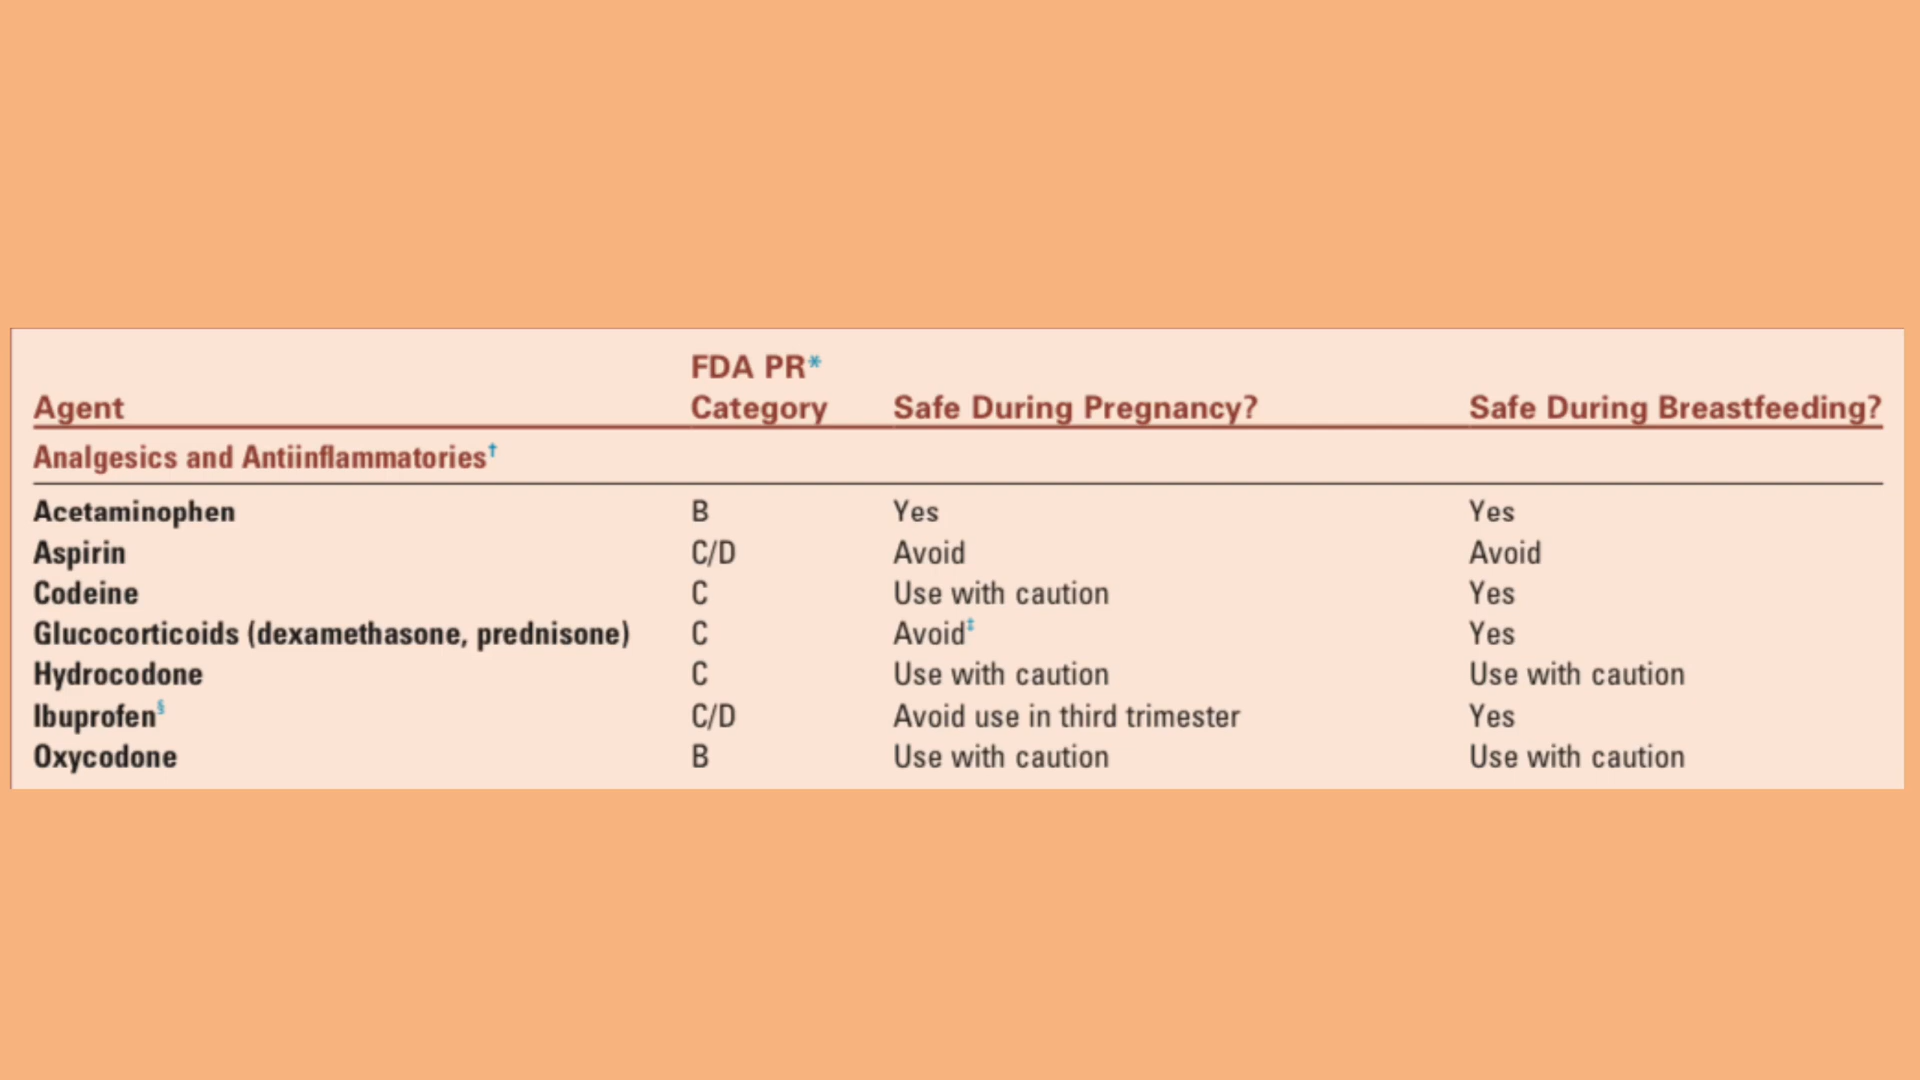 FDA PR*
Agent Category Safe During Pregnancy? Safe During Breastfeeding?
Analgesics and Antiinflammatories†
Acetaminophen B Yes Yes
Aspirin C/D Avoid Avoid
Codeine C Use with caution Yes
Glucocorticoids (dexamethasone, prednisone) C Avoid‡ Yes
Hydrocodone C Use with caution Use with caution
Ibuprofen§ C/D Avoid use in third trimester Yes
Oxycodone B Use with caution Use with caution